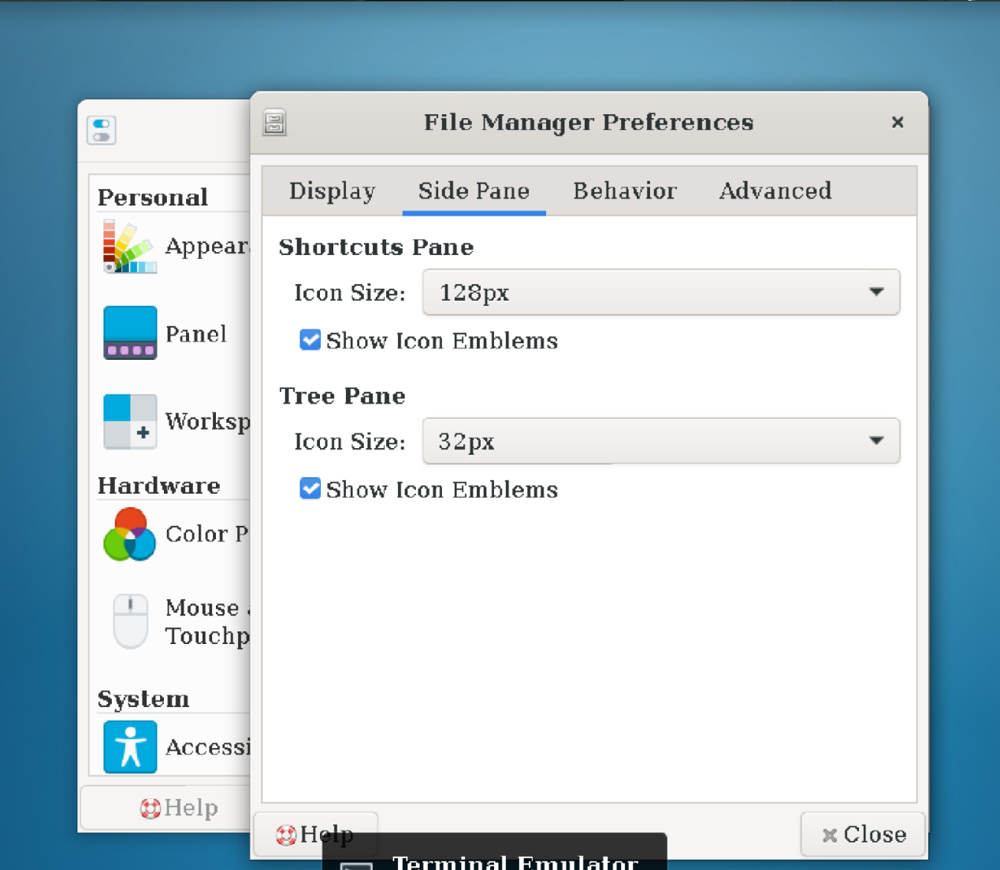 File Manager Preferences
Display
Side Pane
Behavior
Advanced
Shortcuts Pane
Icon Size:
128px
Show Icon Emblems
Tree Pane
Icon Size:
32px
Show Icon Emblems
Help
Close
Personal
Appear
Panel
Worksp
Hardware
Color P
Mouse
Touchp
System
Accessi
Help
Terminal Emulator